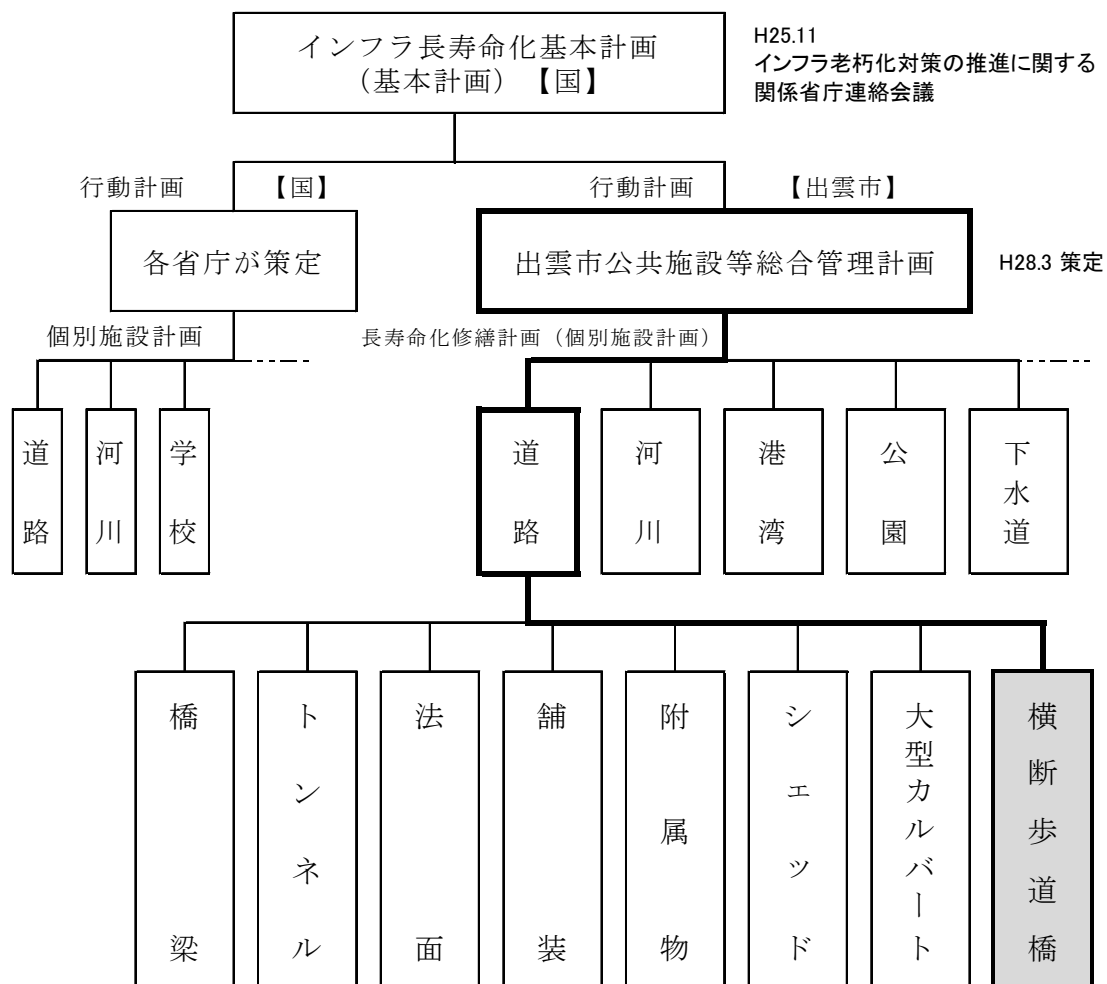 インフラ長寿命化基本計画
（基本計画）【国】
H25.11
インフラ老朽化対策の推進に関する
関係省庁連絡会議
行動計画 【国】
行動計画 【出雲市】
各省庁が策定
出雲市公共施設等総合管理計画
H28.3 策定
個別施設計画
長寿命化修繕計画（個別施設計画）
道路
河川
学校
道路
河川
港湾
公園
下水道
橋梁
トンネル
法面
舗装
附属物
シェッド
大型カルバート
横断歩道橋